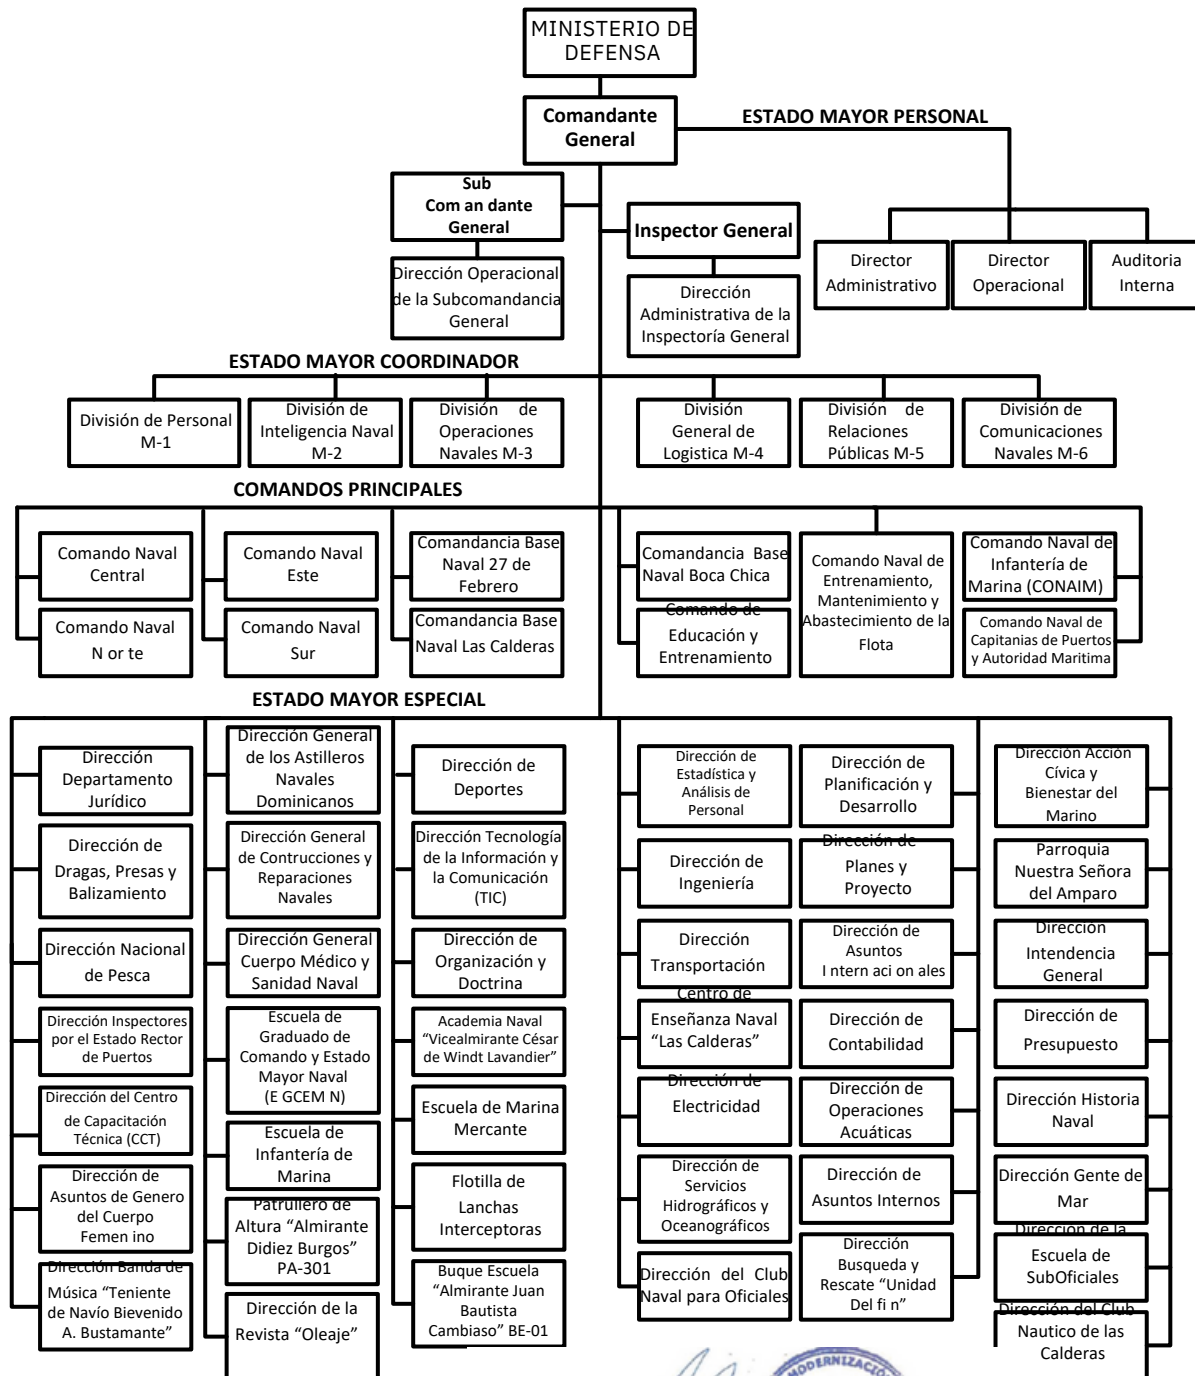 MINISTERIO DE
DEFENSA
Comandante
General
ESTADO MAYOR PERSONAL
Sub
Com an dante
General
Inspector General
Dirección Operacional
de la Subcomandancia
General
Dirección
Administrativa de la
Inspectoría General
Director
Administrativo
Director
Operacional
Auditoria
Interna
ESTADO MAYOR COORDINADOR
División de Personal
M-1
División de
Inteligencia Naval
M-2
División de
Operaciones
Navales M-3
División
General de
Logistica M-4
División de
Relaciones
Públicas M-5
División de
Comunicaciones
Navales M-6
COMANDOS PRINCIPALES
Comando Naval
Central
Comando Naval
Este
Comandancia Base
Naval 27 de
Febrero
Comandancia Base
Naval Boca Chica
Comando Naval de
Entrenamiento,
Mantenimiento y
Abastecimiento de la
Flota
Comando Naval de
Infantería de
Marina (CONAIM)
Comando Naval
N or te
Comando Naval
Sur
Comandancia Base
Naval Las Calderas
Comando de
Educación y
Entrenamiento
Comando Naval de
Capitanias de Puertos
y Autoridad Maritima
ESTADO MAYOR ESPECIAL
Dirección
Departamento
Jurídico
Dirección de
Dragas, Presas y
Balizamiento
Dirección Nacional
de Pesca
Dirección Inspectores
por el Estado Rector
de Puertos
Dirección del Centro
de Capacitación
Técnica (CCT)
Dirección de
Asuntos de Genero
del Cuerpo
Femen ino
Dirección Banda de
Música “Teniente
de Navío Bievenido
A. Bustamante”
Dirección General
de los Astilleros
Navales
Dominicanos
Dirección General
de Contrucciones y
Reparaciones
Navales
Dirección General
Cuerpo Médico y
Sanidad Naval
Escuela de
Graduado de
Comando y Estado
Mayor Naval
(E GCEM N)
Escuela de
Infantería de
Marina
Patrullero de
Altura “Almirante
Didiez Burgos”
PA-301
Dirección de la
Revista “Oleaje”
Dirección de
Deportes
Dirección Tecnología
de la Información y
la Comunicación
(TIC)
Dirección de
Organización y
Doctrina
Academia Naval
“Vicealmirante César
de Windt Lavandier”
Escuela de Marina
Mercante
Flotilla de
Lanchas
Interceptoras
Buque Escuela
“Almirante Juan
Bautista
Cambiaso” BE-01
Dirección de
Estadística y
Análisis de
Personal
Dirección de
Ingeniería
Dirección
Transportación
Centro de
Enseñanza Naval
“Las Calderas”
Dirección de
Electricidad
Dirección de
Servicios
Hidrográficos y
Oceanográficos
Dirección del Club
Naval para Oficiales
Dirección de
Planificación y
Desarrollo
Dirección de
Planes y
Proyecto
Dirección de
Asuntos
I ntern aci on ales
Dirección de
Contabilidad
Dirección de
Operaciones
Acuáticas
Dirección de
Asuntos Internos
Dirección
Busqueda y
Rescate “Unidad
Del fi n”
Dirección Acción
Cívica y
Bienestar del
Marino
Parroquia
Nuestra Señora
del Amparo
Dirección
Intendencia
General
Dirección de
Presupuesto
Dirección Historia
Naval
Dirección Gente de
Mar
Dirección de la
Escuela de
SubOficiales
Dirección del Club
Nautico de las
Calderas
MODERNIZACIÓ